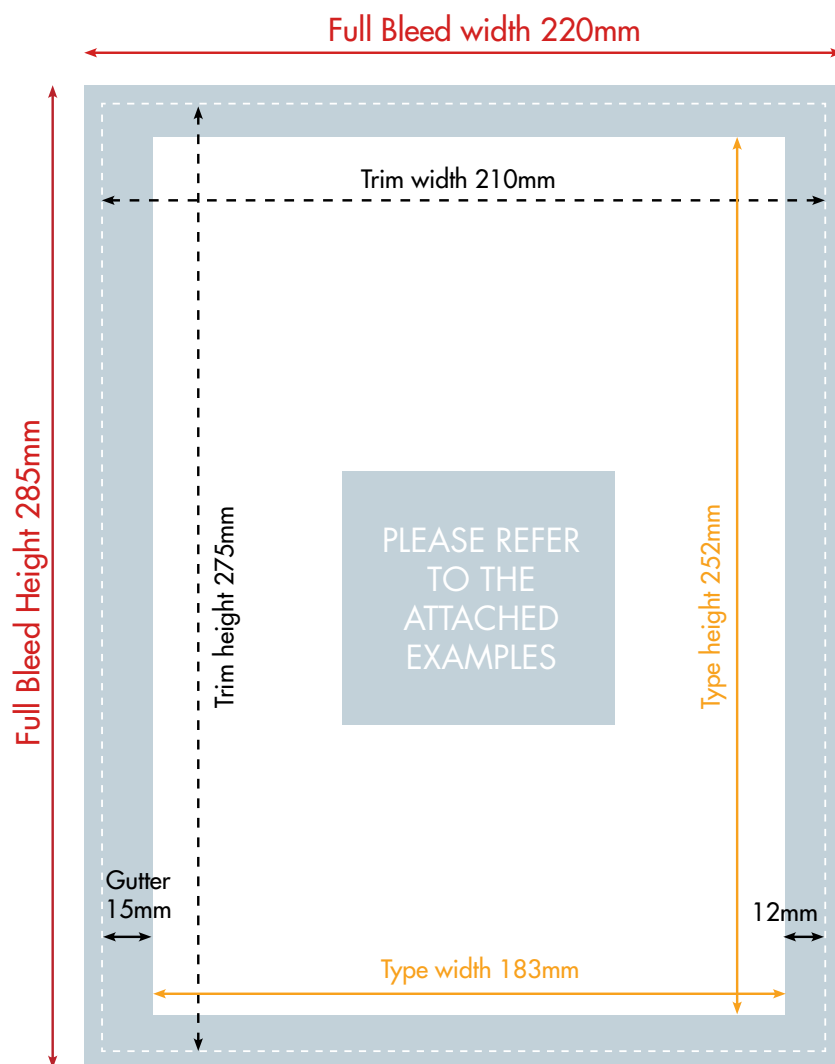 Full Bleed width 220mm
Trim width 210mm
Full Bleed Height 285mm
Trim height 275mm
PLEASE REFER
TO THE
ATTACHED
EXAMPLES
Type height 252mm
Gutter
15mm
12mm
Type width 183mm